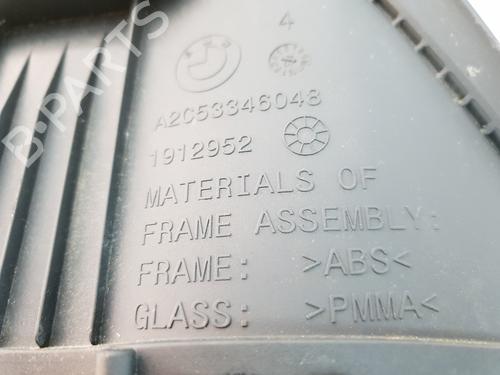 4
A2C53346048
1912952
MATERIALS OF
FRAME ASSEMBLY:
FRAME: >ABS<
GLASS: >PMMA<
B-PARTS